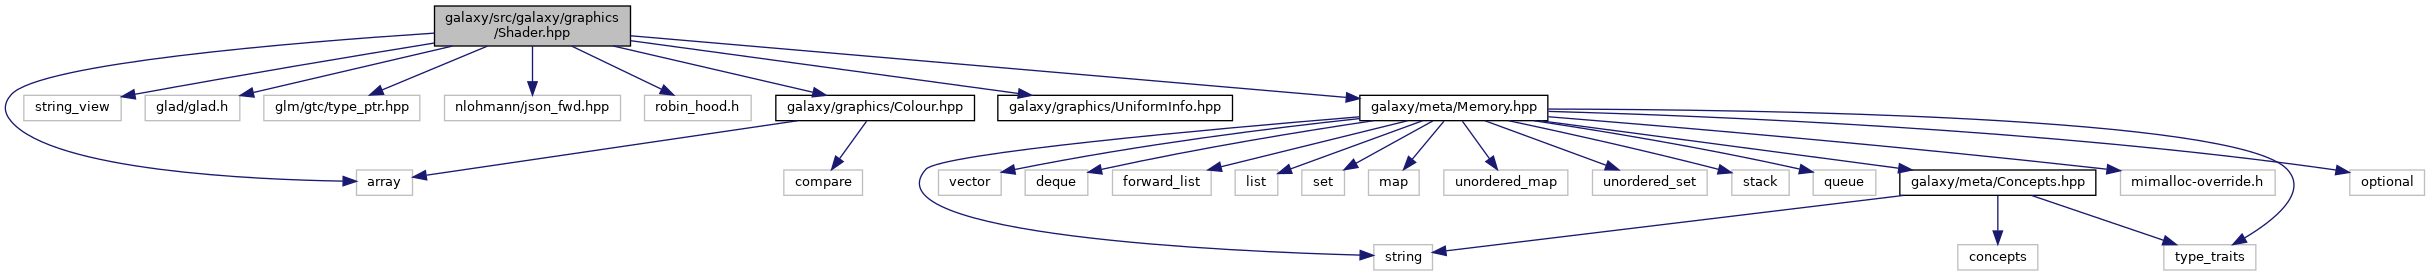 galaxy/src/galaxy/graphics
/Shader.hpp
string_view
glad/glad.h
glm/gtc/type_ptr.hpp
nlohmann/json_fwd.hpp
robin_hood.h
galaxy/graphics/Colour.hpp
galaxy/graphics/UniformInfo.hpp
galaxy/meta/Memory.hpp
array
compare
vector
deque
forward_list
list
set
map
unordered_map
unordered_set
stack
queue
galaxy/meta/Concepts.hpp
mimalloc-override.h
optional
string
concepts
type_traits